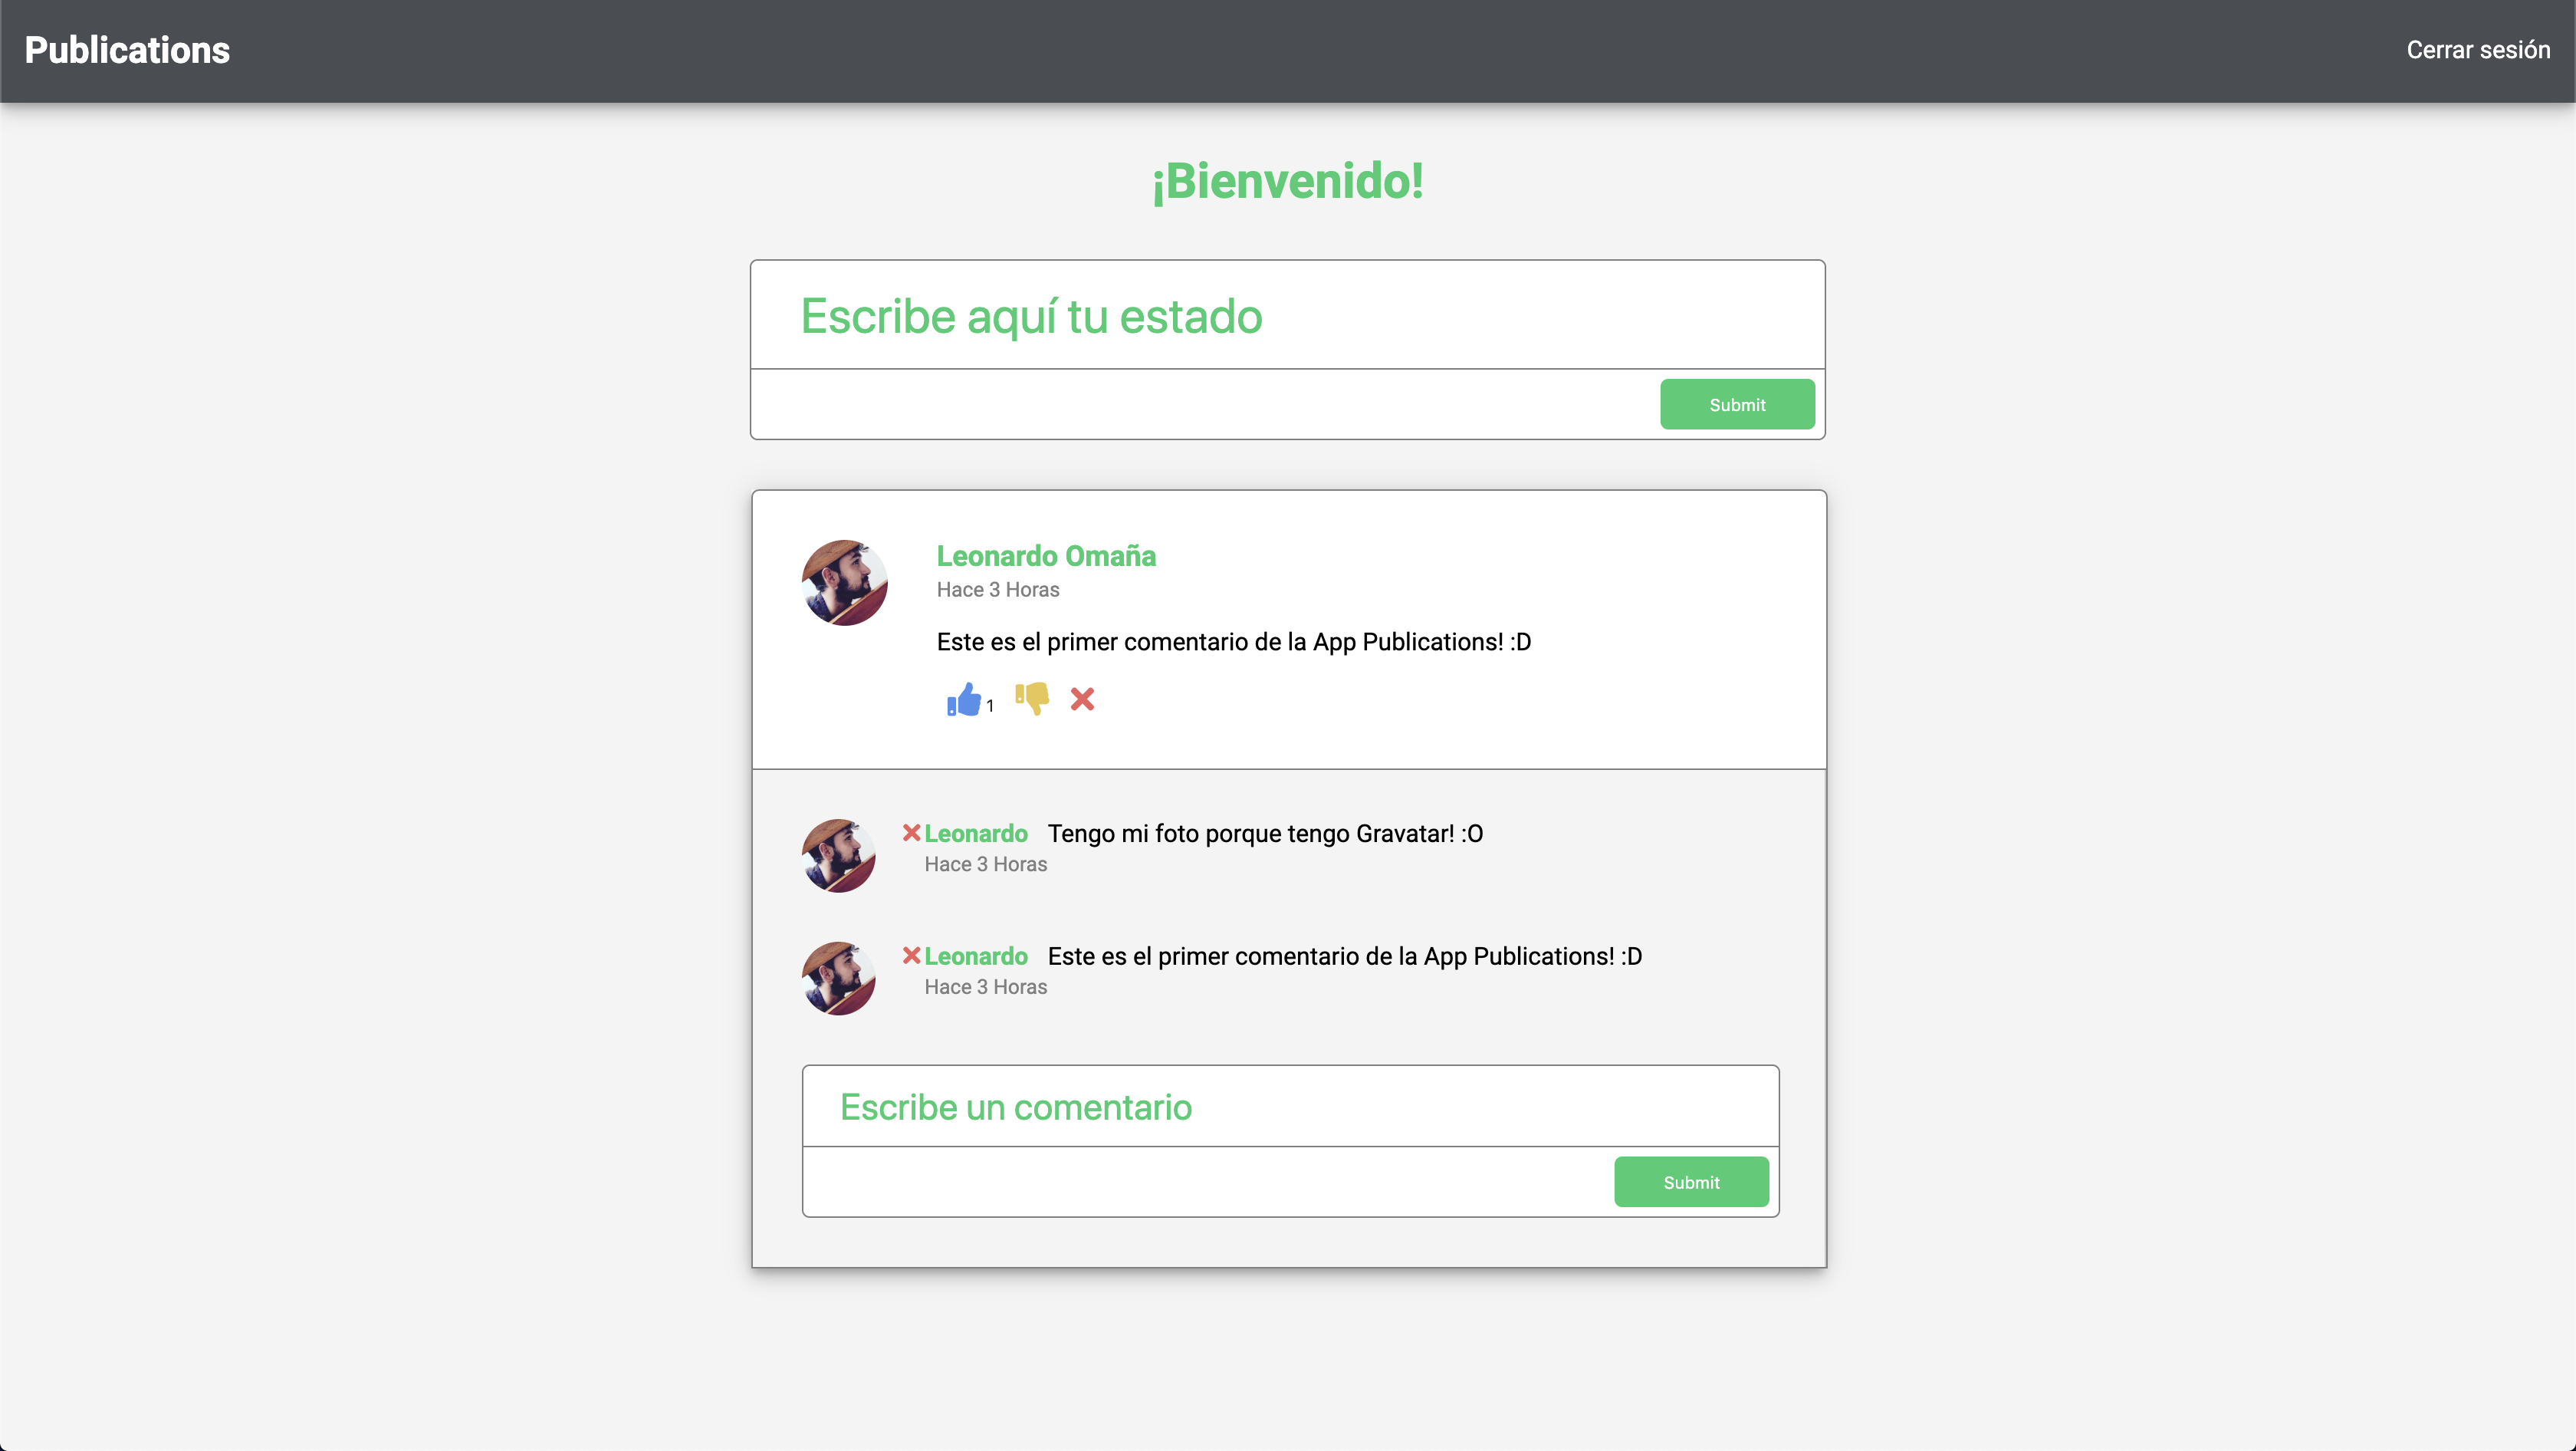 Publications
Cerrar sesión
¡Bienvenido!
Escribe aquí tu estado
Submit
Leonardo Omaña
Hace 3 Horas
Este es el primer comentario de la App Publications! :D
1
Leonardo Tengo mi foto porque tengo Gravatar! :O
Hace 3 Horas
Leonardo Este es el primer comentario de la App Publications! :D
Hace 3 Horas
Escribe un comentario
Submit